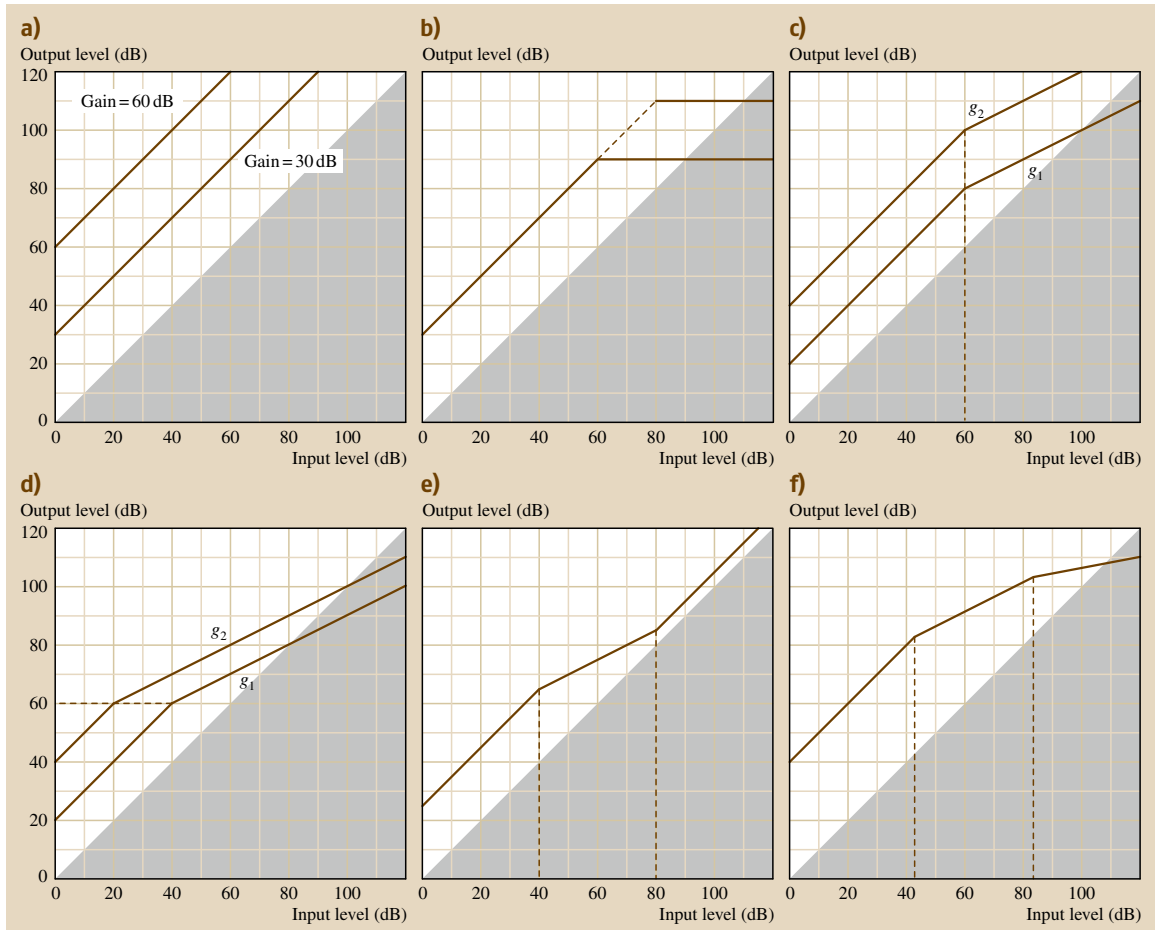 a)
Output level (dB)
120
100
80
60
40
20
0
Gain = 60 dB
Gain = 30 dB
0 20 40 60 80 100
Input level (dB)
b)
Output level (dB)
0 20 40 60 80 100
Input level (dB)
c)
Output level (dB)
g2
g1
0 20 40 60 80 100
Input level (dB)
d)
Output level (dB)
120
100
80
60
40
20
0
g2
g1
0 20 40 60 80 100
Input level (dB)
e)
Output level (dB)
0 20 40 60 80 100
Input level (dB)
f)
Output level (dB)
0 20 40 60 80 100
Input level (dB)